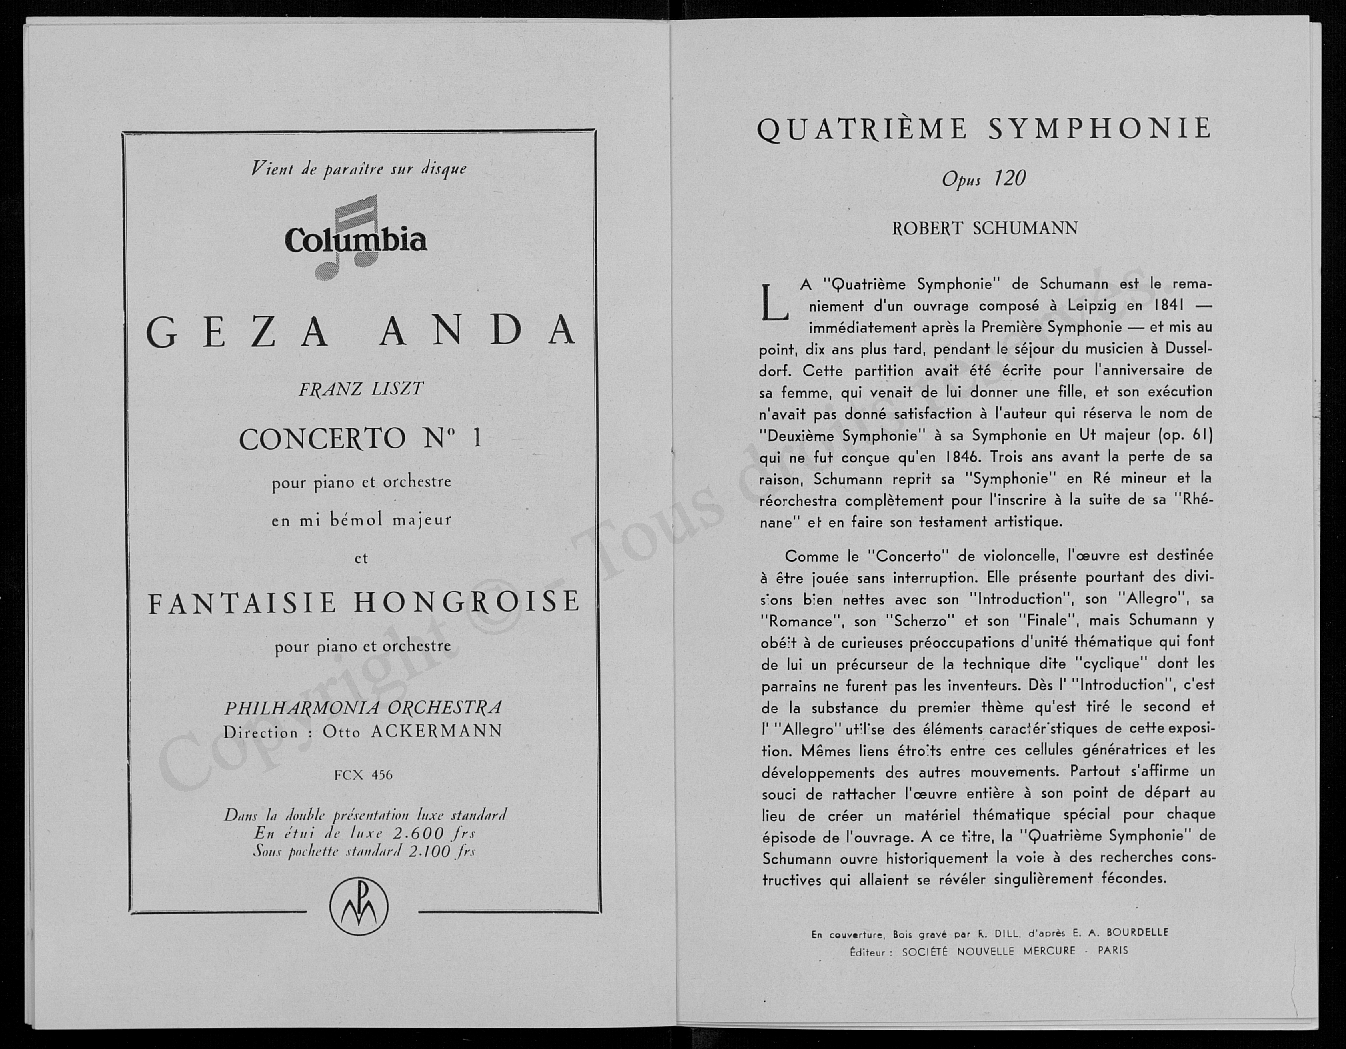 Vient de paraître sur disque
Columbia
GEZA ANDA
FRANZ LISZT
CONCERTO Nº 1
pour piano et orchestre
en mi bémol majeur
et
FANTAISIE HONGROISE
pour piano et orchestre
PHILHARMONIA ORCHESTRA
Direction : Otto ACKERMANN
FCX 456
Dans la double présentation luxe standard
En étui de luxe 2.600 frs
Sous pochette standard 2.100 frs
QUATRIÈME SYMPHONIE
Opus 120
ROBERT SCHUMANN
LA "Quatrième Symphonie" de Schumann est le rema-
niement d'un ouvrage composé à Leipzig en 1841 —
immédiatement après la Première Symphonie — et mis au
point, dix ans plus tard, pendant le séjour du musicien à Dussel-
dorf. Cette partition avait été écrite pour l'anniversaire de
sa femme, qui venait de lui donner une fille, et son exécution
n'avait pas donné satisfaction à l'auteur qui réserva le nom de
"Deuxième Symphonie" à sa Symphonie en Ut majeur (op. 61)
qui ne fut conçue qu'en 1846. Trois ans avant la perte de sa
raison, Schumann reprit sa "Symphonie" en Ré mineur et la
réorchestra complètement pour l'inscrire à la suite de sa "Rhé-
nane" et en faire son testament artistique.
Comme le "Concerto" de violoncelle, l'œuvre est destinée
à être jouée sans interruption. Elle présente pourtant des divi-
sions bien nettes avec son "Introduction", son "Allegro", sa
"Romance", son "Scherzo" et son "Finale", mais Schumann y
obéit à de curieuses préoccupations d'unité thématique qui font
de lui un précurseur de la technique dite "cyclique" dont les
parrains ne furent pas les inventeurs. Dès l' "Introduction", c'est
de la substance du premier thème qu'est tiré le second et
l' "Allegro" utilise des éléments caractéristiques de cette exposi-
tion. Mêmes liens étroits entre ces cellules génératrices et les
développements des autres mouvements. Partout s'affirme un
souci de rattacher l'œuvre entière à son point de départ au
lieu de créer un matériel thématique spécial pour chaque
épisode de l'ouvrage. A ce titre, la "Quatrième Symphonie" de
Schumann ouvre historiquement la voie à des recherches cons-
tructives qui allaient se révéler singulièrement fécondes.
En couverture, Bois gravé par R. DILL, d'après E. A. BOURDELLE
Éditeur : SOCIÉTÉ NOUVELLE MERCURE - PARIS
Copyright © - Tous droits réservés.